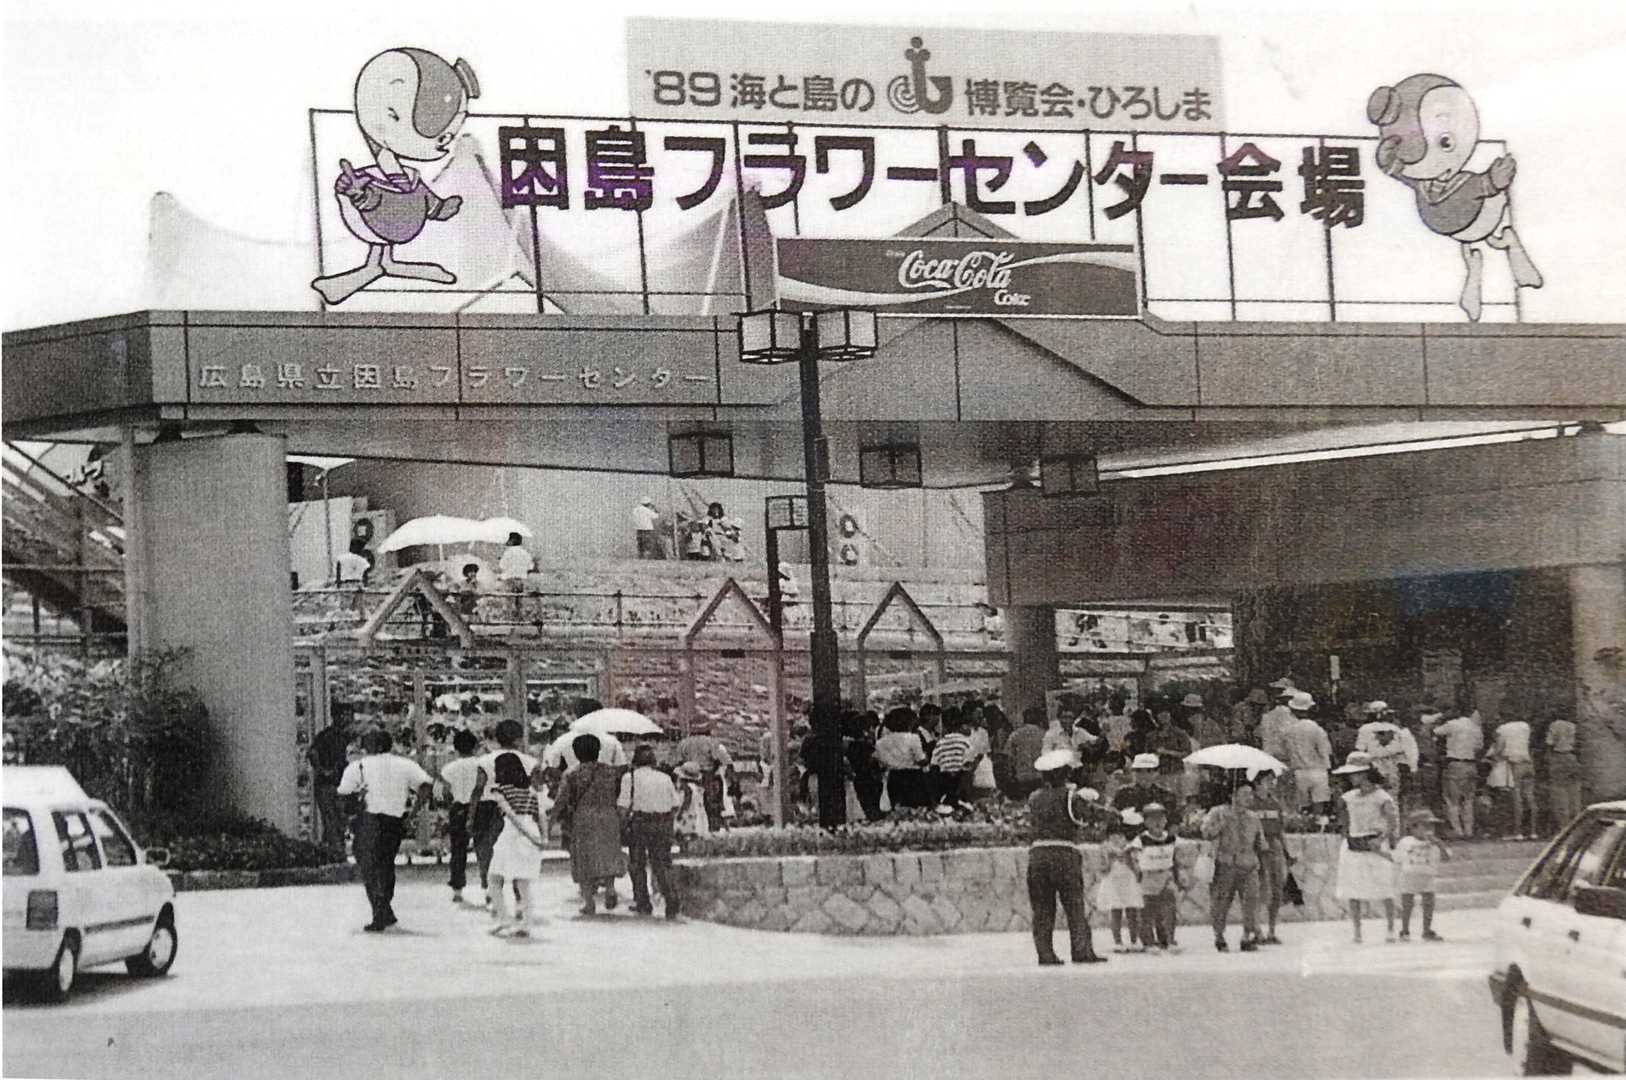 '89 海と島の 博覧会・ひろしま
因島フラワーセンター会場
Coca-Cola
Coke
広島県立因島フラワーセンター